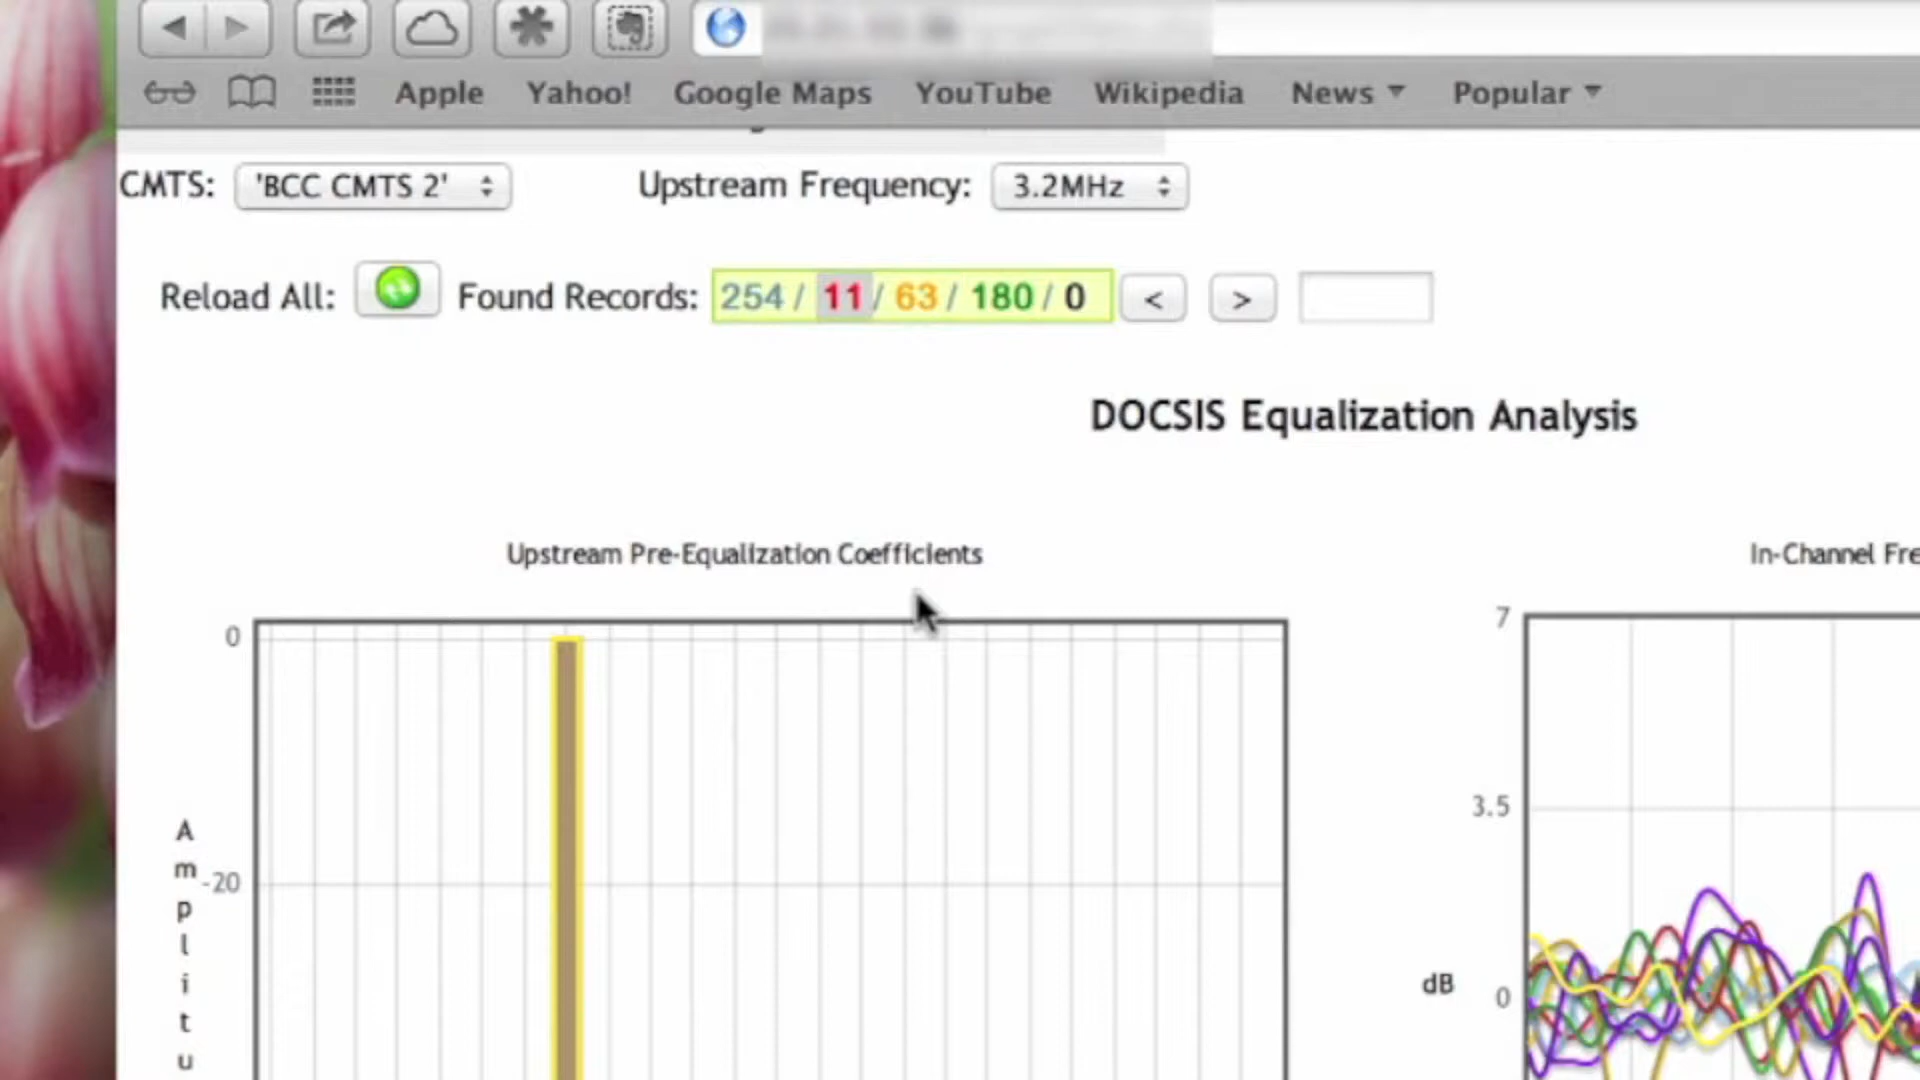 Apple Yahoo! Google Maps YouTube Wikipedia News Popular
CMTS: 'BCC CMTS 2' Upstream Frequency: 3.2MHz
Reload All: Found Records: 254 / 11 / 63 / 180 / 0 < >
DOCSIS Equalization Analysis
Upstream Pre-Equalization Coefficients
In-Channel Fre
0
-20
Amplitu
7
3.5
0
dB